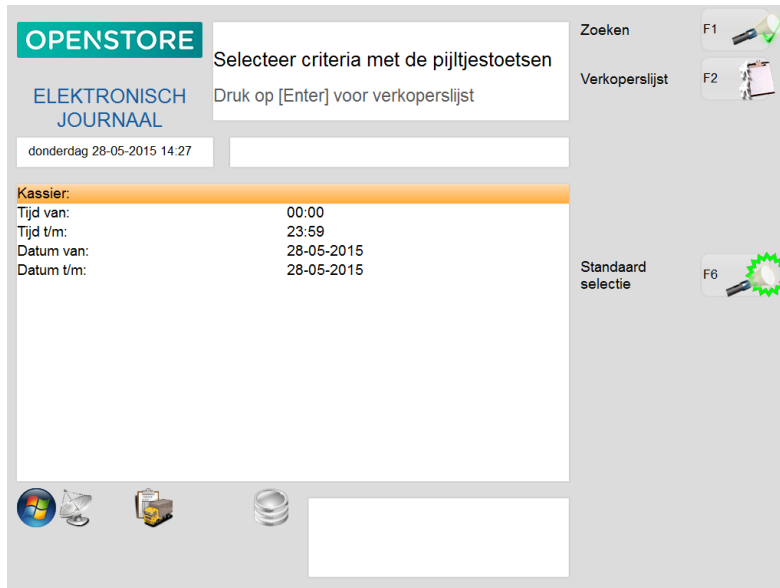 OPENSTORE
ELEKTRONISCH
JOURNAAL
Selecteer criteria met de pijltjestoetsen
Druk op [Enter] voor verkoperslijst
donderdag 28-05-2015 14:27
Kassier:
Tijd van: 00:00
Tijd t/m: 23:59
Datum van: 28-05-2015
Datum t/m: 28-05-2015
Zoeken F1
Verkoperslijst F2
Standaard
selectie F6